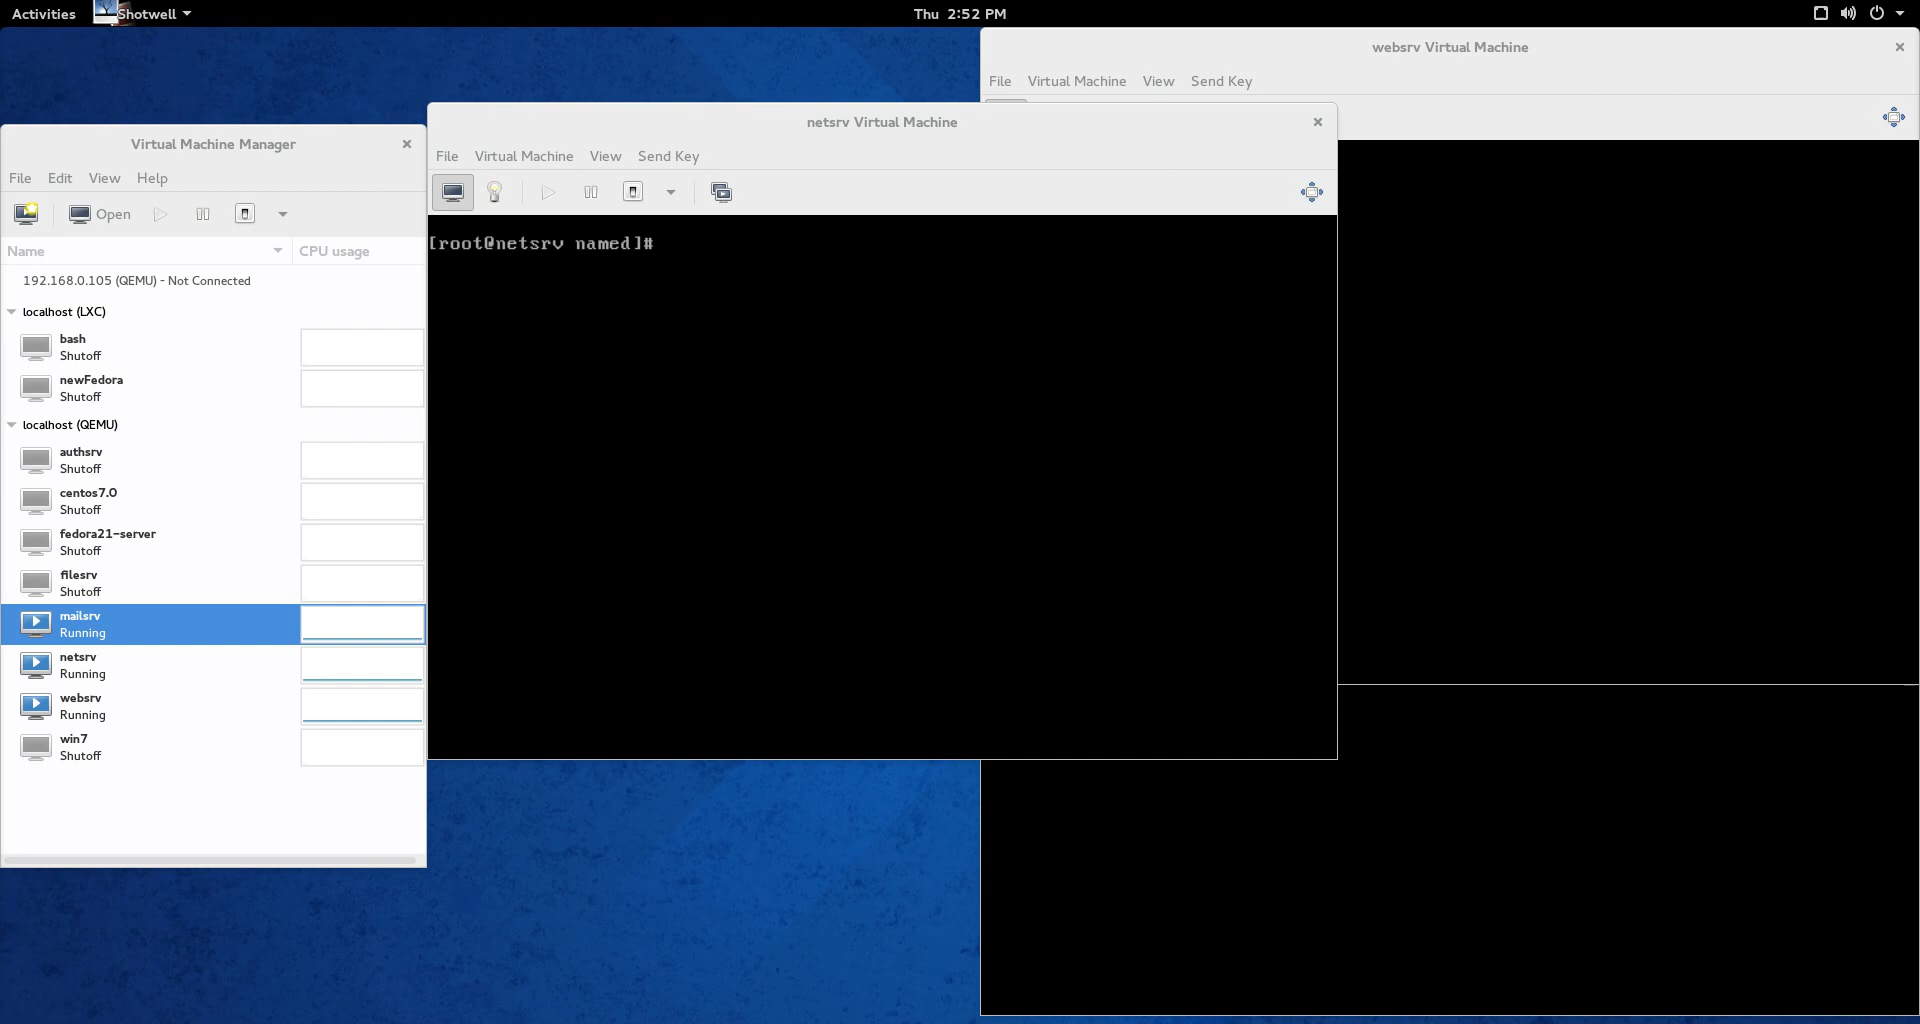 Activities Shotwell Thu 2:52 PM
websrv Virtual Machine
File Virtual Machine View Send Key
netsrv Virtual Machine
File Virtual Machine View Send Key
[root@netsrv named]#
Virtual Machine Manager
File Edit View Help
Open
Name CPU usage
192.168.0.105 (QEMU) - Not Connected
localhost (LXC)
bash
Shutoff
newFedora
Shutoff
localhost (QEMU)
authsrv
Shutoff
centos7.0
Shutoff
fedora21-server
Shutoff
filesrv
Shutoff
mailsrv
Running
netsrv
Running
websrv
Running
win7
Shutoff